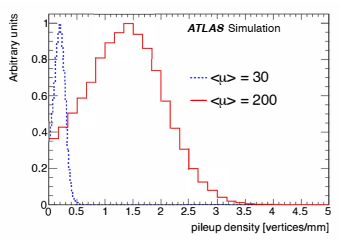 Arbitrary units
1
0.8
0.6
0.4
0.2
0
ATLAS Simulation
<µ> = 30
<µ> = 200
0 0.5 1 1.5 2 2.5 3 3.5 4 4.5 5
pileup density [vertices/mm]